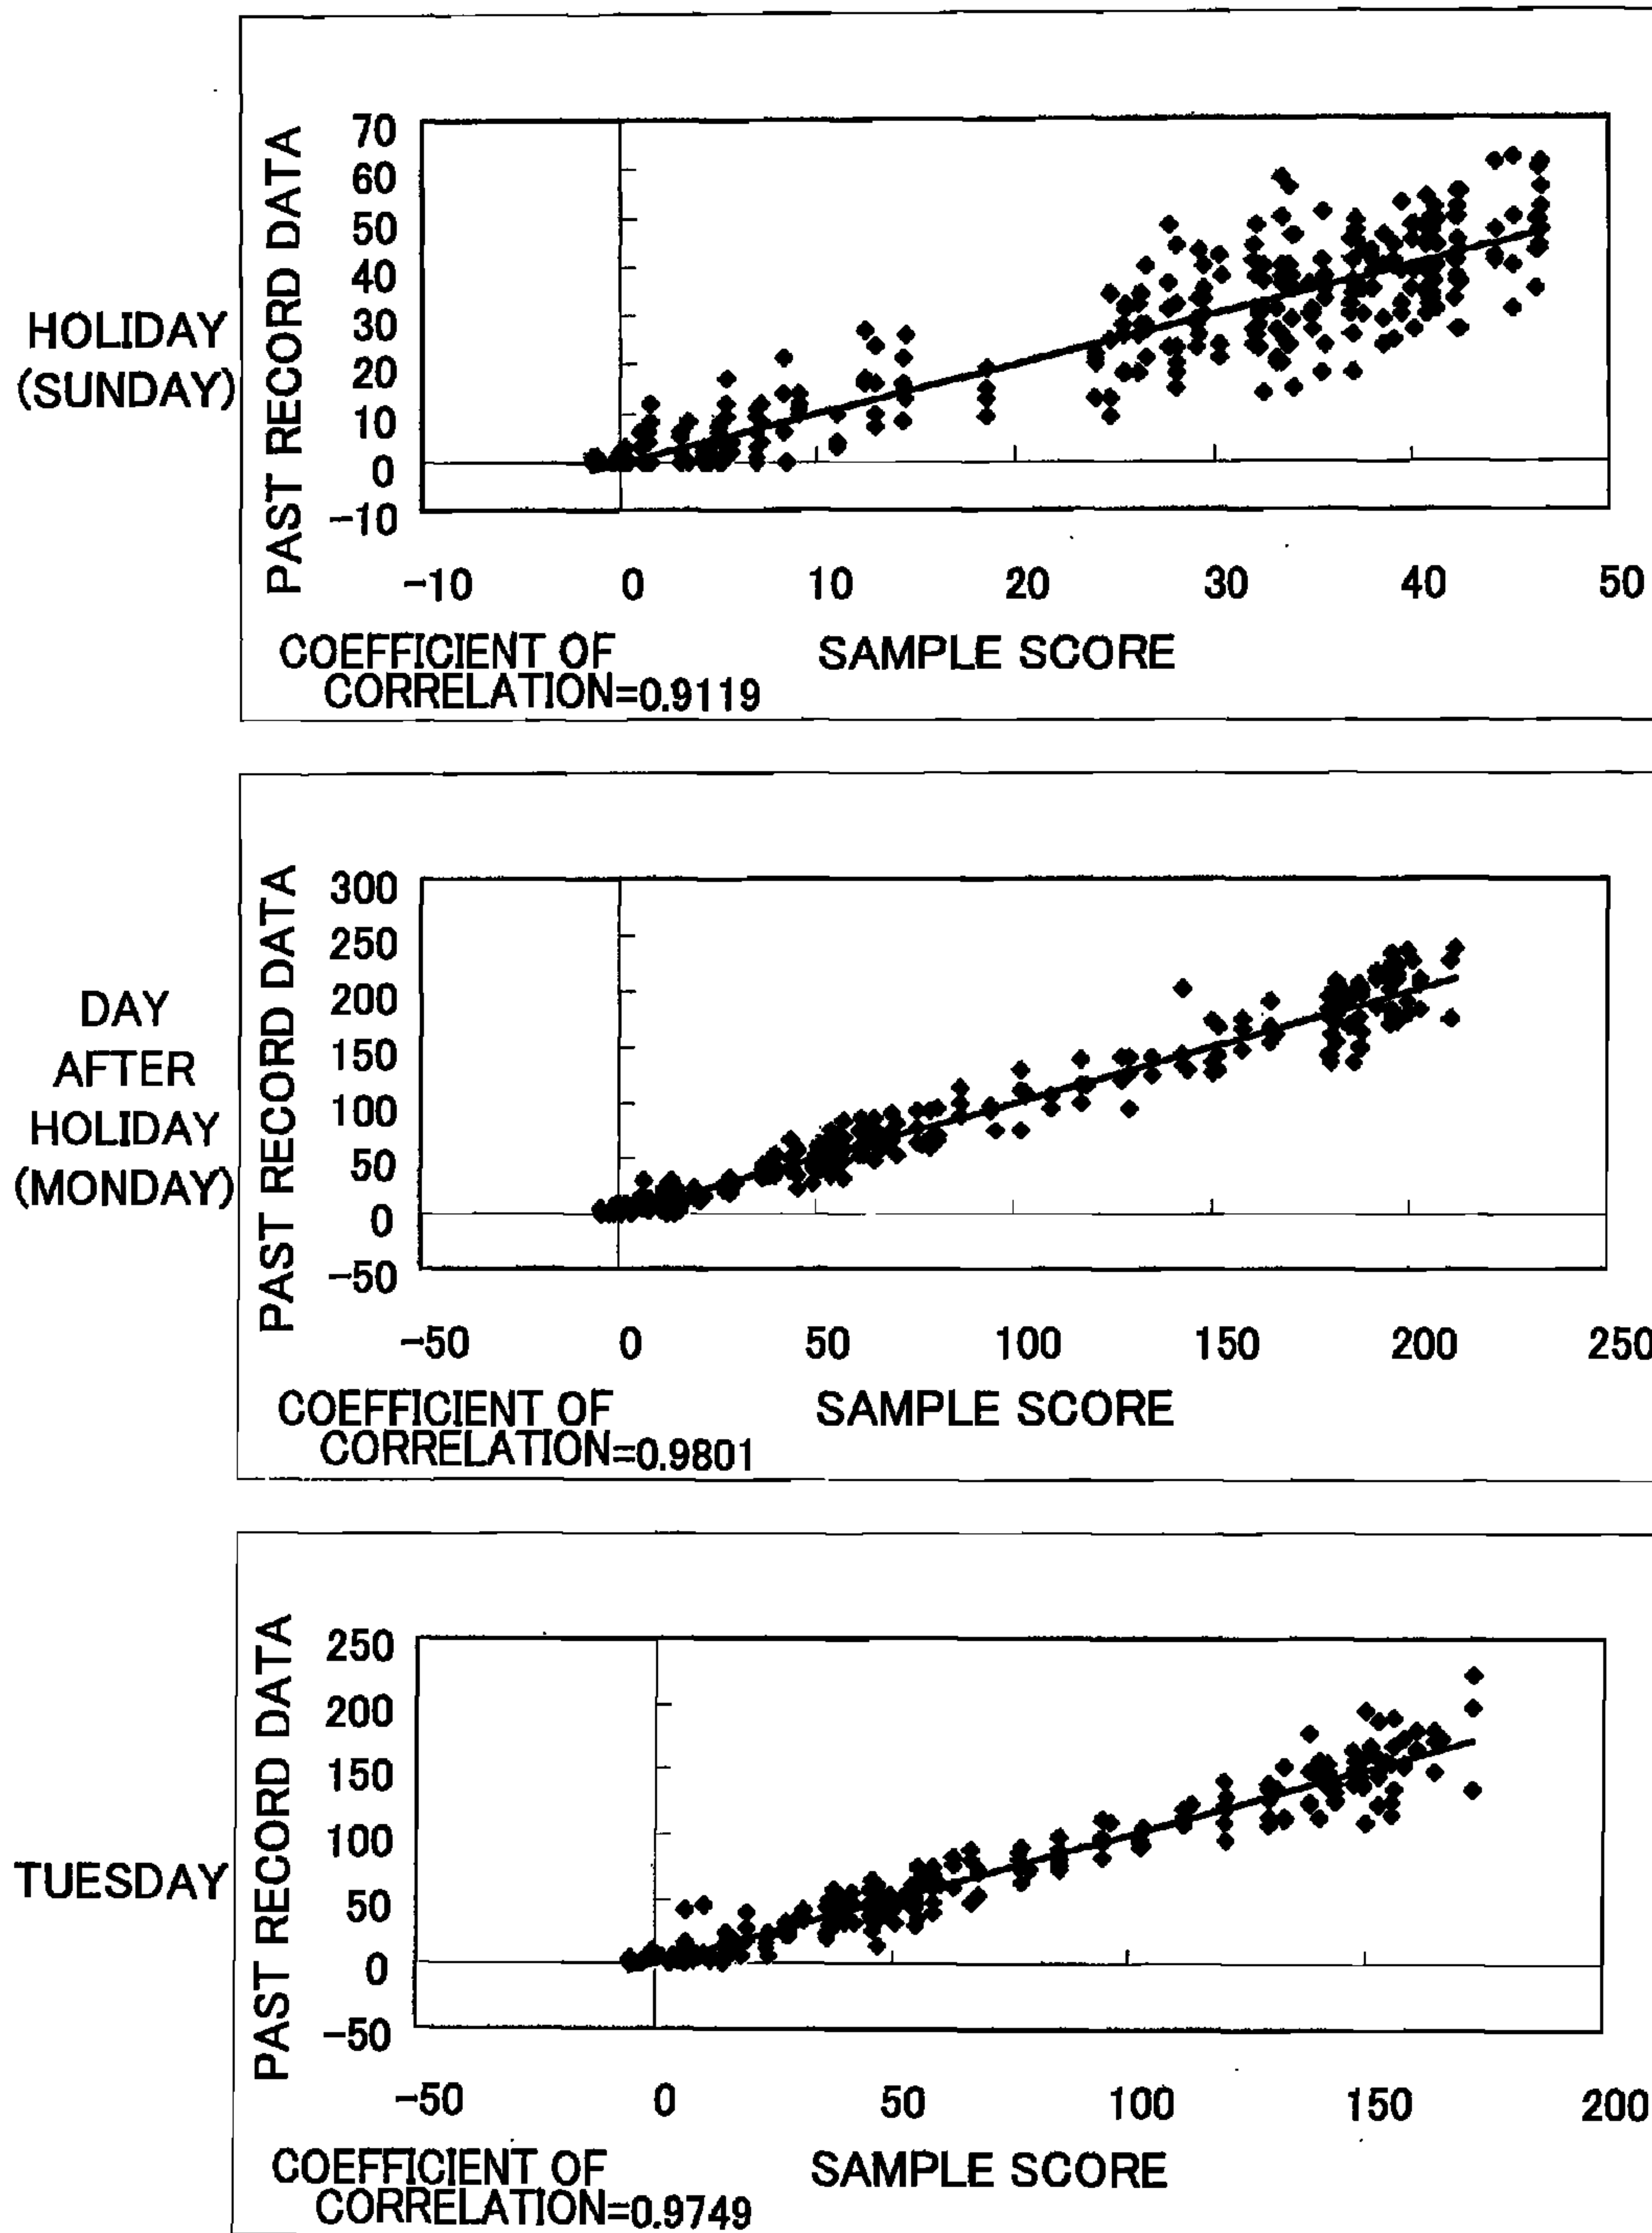 HOLIDAY
(SUNDAY)
PAST RECORD DATA
70
60
50
40
30
20
10
0
-10
-10 0 10 20 30 40 50
COEFFICIENT OF
CORRELATION=0.9119
SAMPLE SCORE
DAY
AFTER
HOLIDAY
(MONDAY)
PAST RECORD DATA
300
250
200
150
100
50
0
-50
-50 0 50 100 150 200 250
COEFFICIENT OF
CORRELATION=0.9801
SAMPLE SCORE
TUESDAY
PAST RECORD DATA
250
200
150
100
50
0
-50
-50 0 50 100 150 200
COEFFICIENT OF
CORRELATION=0.9749
SAMPLE SCORE